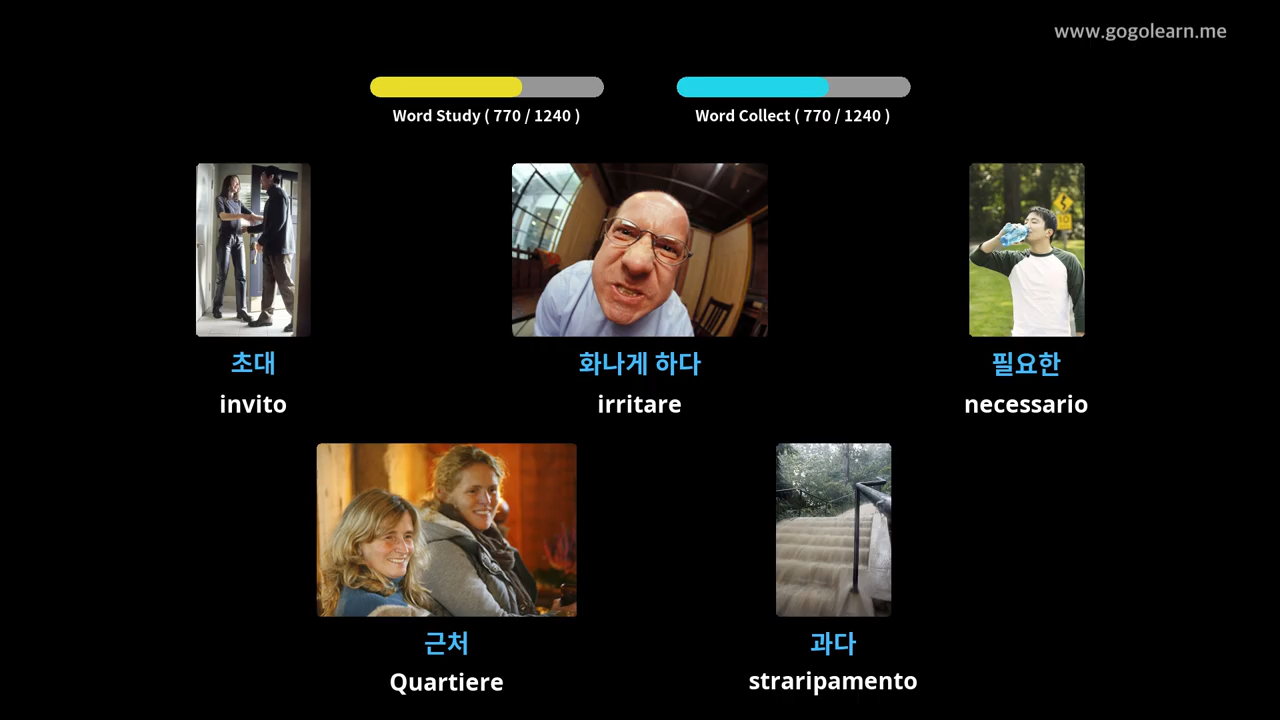 www.gogolearn.me
Word Study ( 770 / 1240 )
Word Collect ( 770 / 1240 )
초대
invito
화나게 하다
irritare
필요한
necessario
근처
Quartiere
과다
straripamento